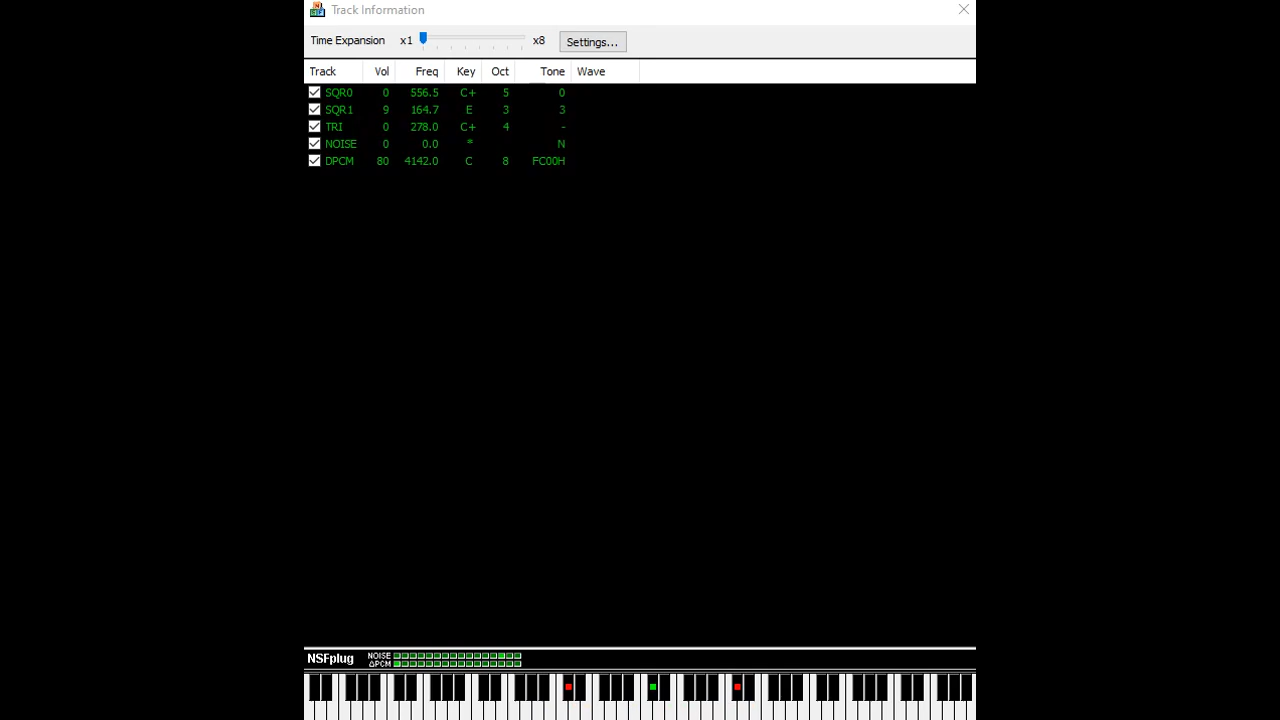 Track Information
Time Expansion x1 x8 Settings...
Track Vol Freq Key Oct Tone Wave
SQR0 0 556.5 C+ 5 0
SQR1 9 164.7 E 3 3
TRI 0 278.0 C+ 4 -
NOISE 0 0.0 * N
DPCM 80 4142.0 C 8 FC00H
NSFplug NOISE
ΔPCM